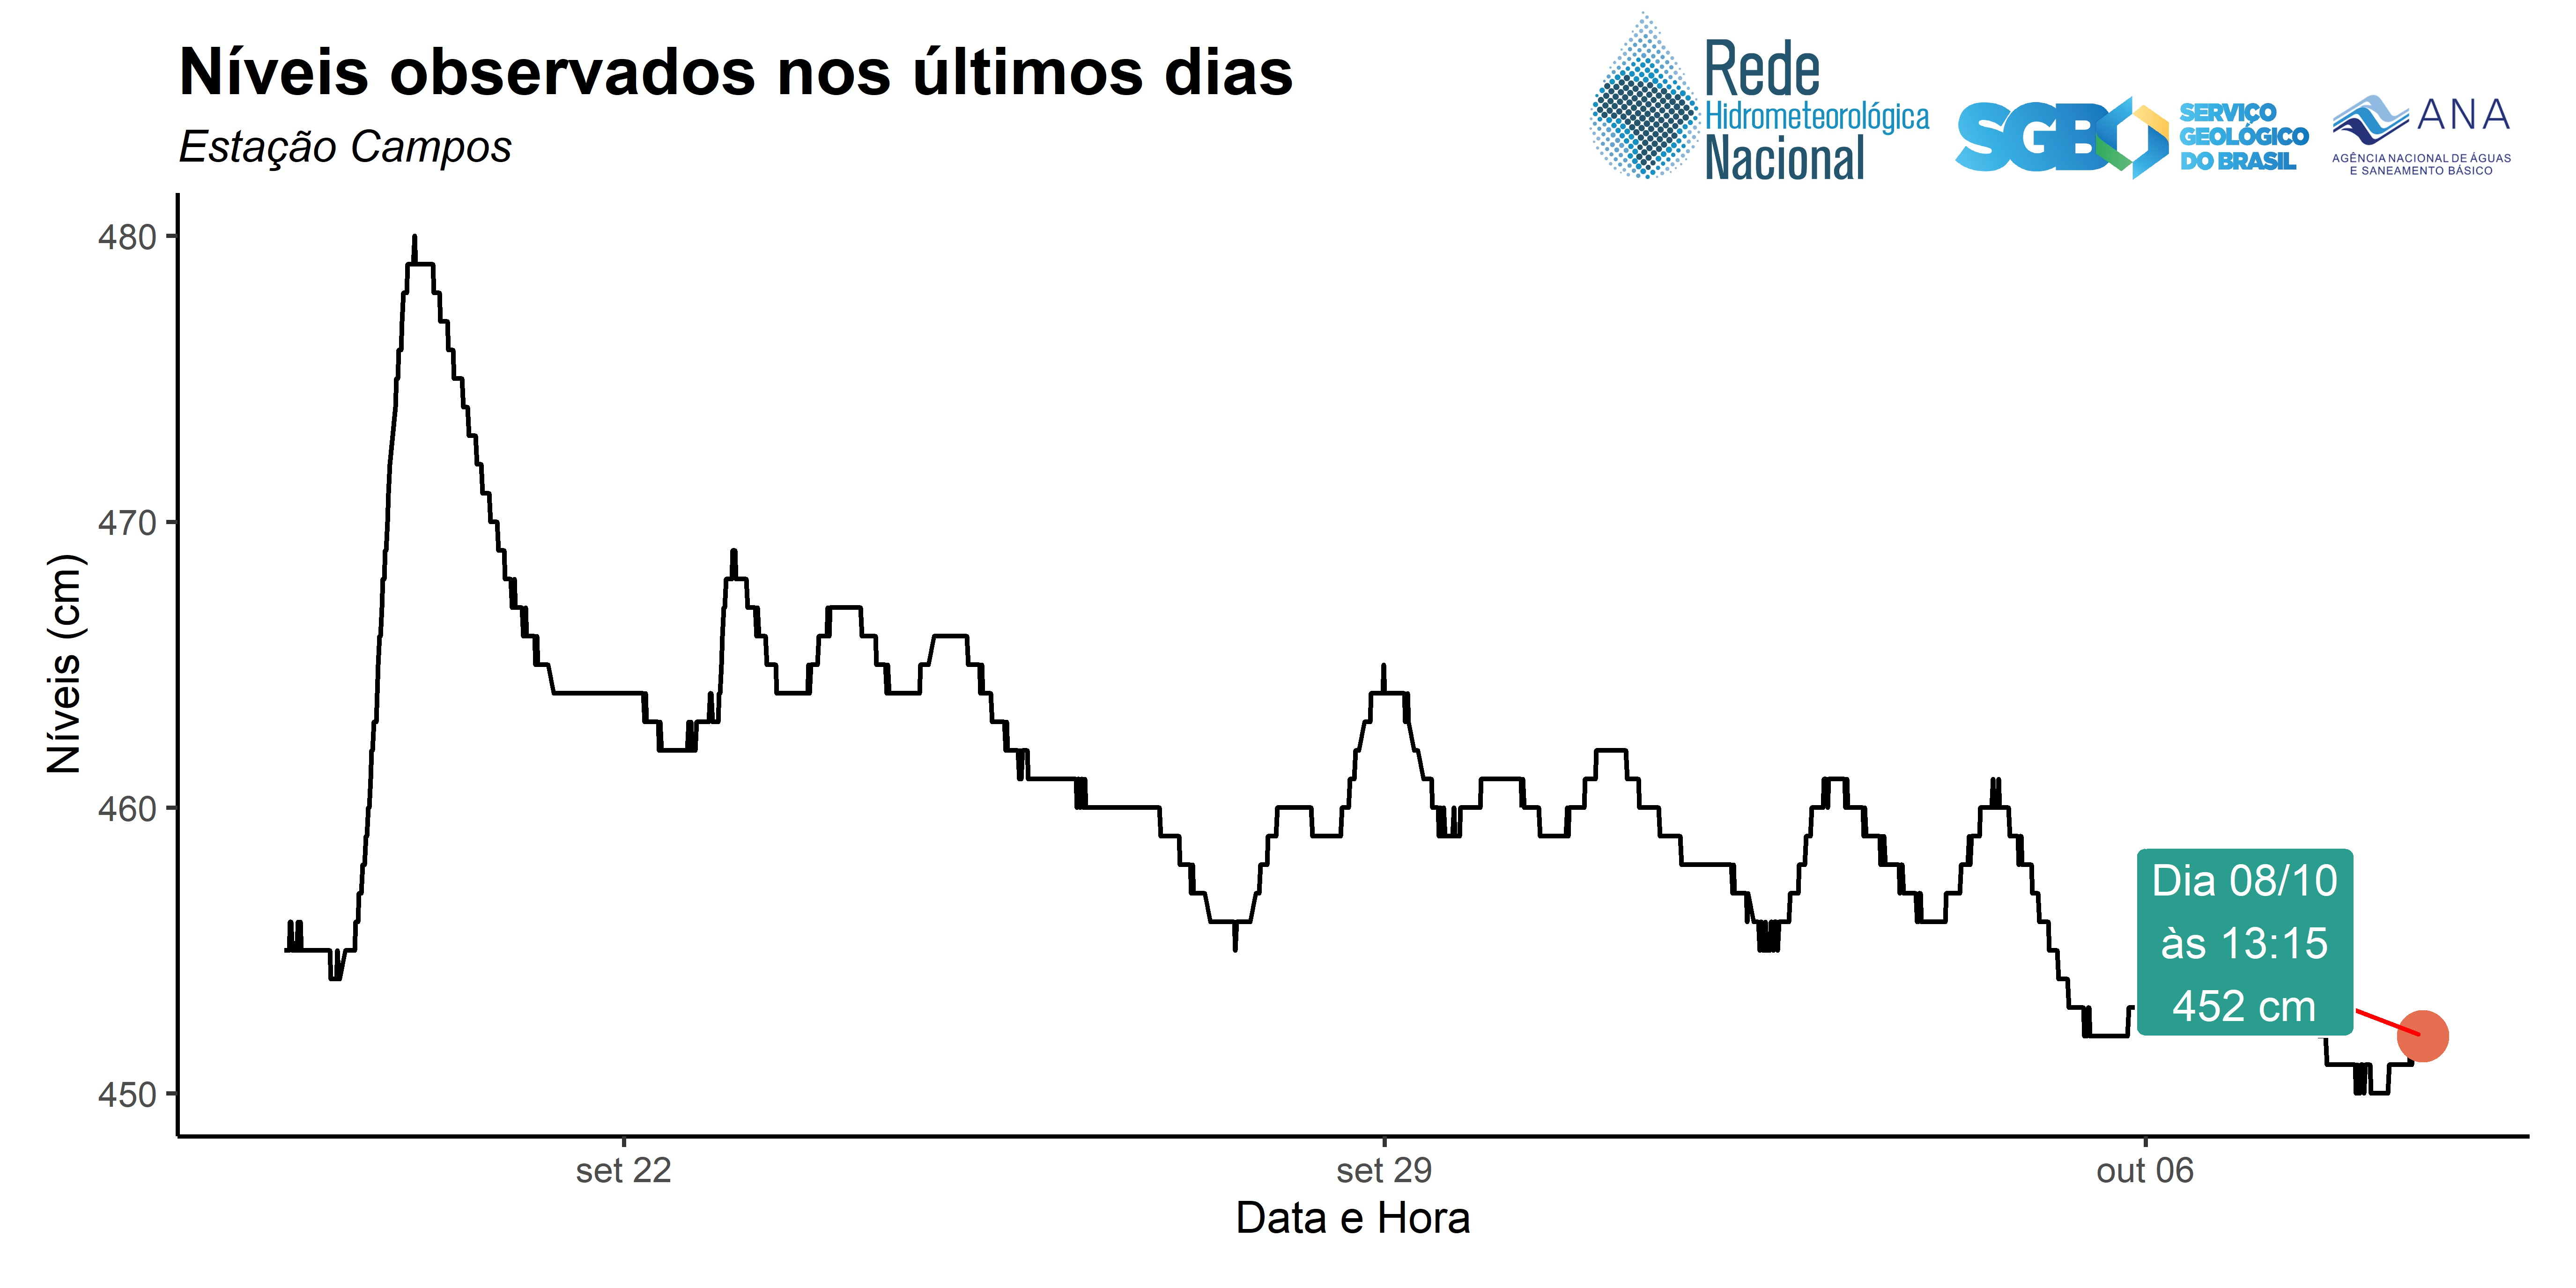 Níveis observados nos últimos dias
Estação Campos
Rede
Hidrometeorológica
Nacional
SGB
SERVIÇO
GEOLÓGICO
DO BRASIL
ANA
AGÊNCIA NACIONAL DE ÁGUAS
E SANEAMENTO BÁSICO
Níveis (cm)
480
470
460
450
Dia 08/10
às 13:15
452 cm
set 22
set 29
out 06
Data e Hora